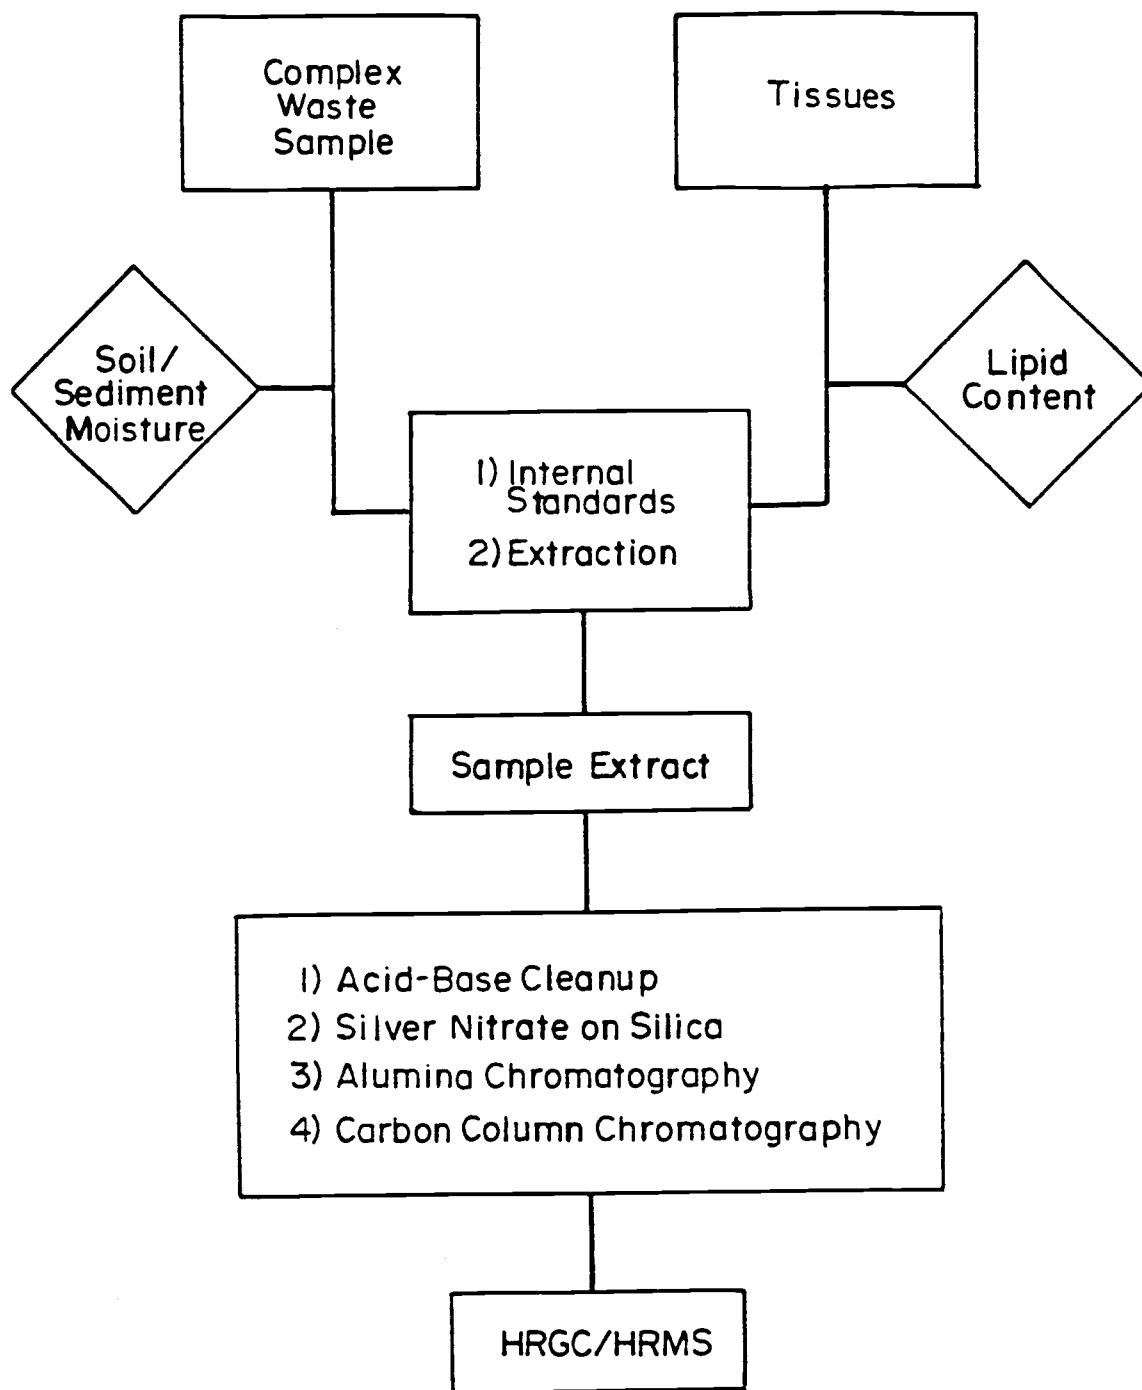 Complex
Waste
Sample
Tissues
Soil/
Sediment
Moisture
Lipid
Content
1) Internal
Standards
2) Extraction
Sample Extract
1) Acid-Base Cleanup
2) Silver Nitrate on Silica
3) Alumina Chromatography
4) Carbon Column Chromatography
HRGC/HRMS